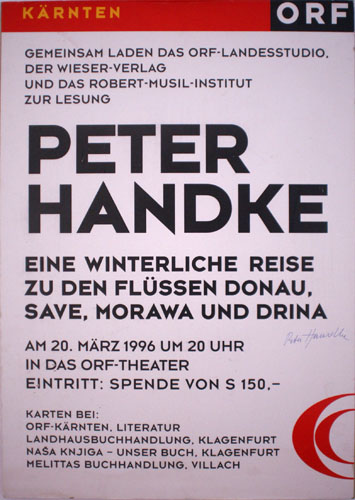 KÄRNTEN
ORF
GEMEINSAM LADEN DAS ORF-LANDESSTUDIO,
DER WIESER-VERLAG
UND DAS ROBERT-MUSIL-INSTITUT
ZUR LESUNG
PETER
HANDKE
EINE WINTERLICHE REISE
ZU DEN FLÜSSEN DONAU,
SAVE, MORAWA UND DRINA
Peter Handke
AM 20. MÄRZ 1996 UM 20 UHR
IN DAS ORF-THEATER
EINTRITT: SPENDE VON S 150,–
KARTEN BEI:
ORF-KÄRNTEN, LITERATUR
LANDHAUSBUCHHANDLUNG, KLAGENFURT
NAŠA KNJIGA – UNSER BUCH, KLAGENFURT
MELITTAS BUCHHANDLUNG, VILLACH